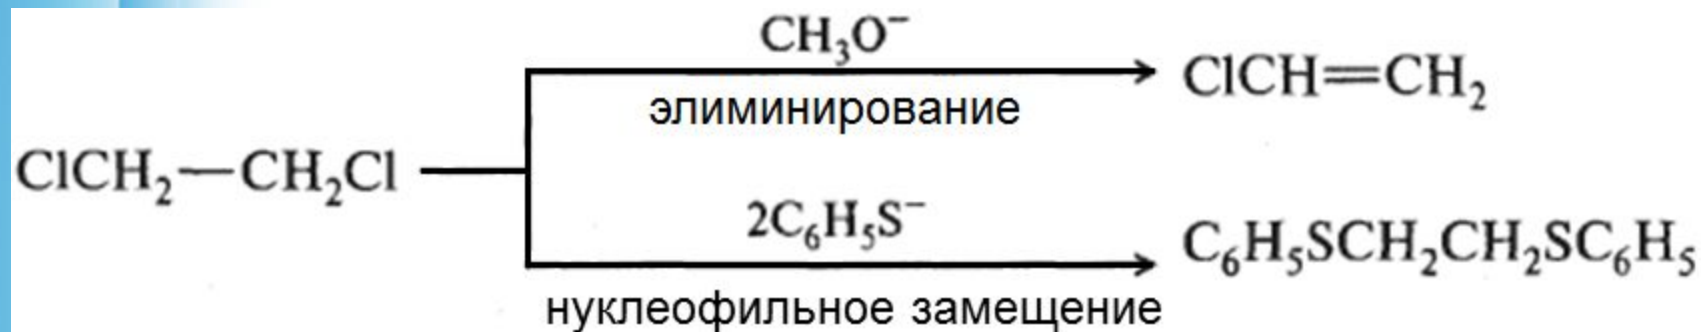 CH₃O⁻
элиминирование
ClCH=CH₂
ClCH₂—CH₂Cl
2C₆H₅S⁻
нуклеофильное замещение
C₆H₅SCH₂CH₂SC₆H₅